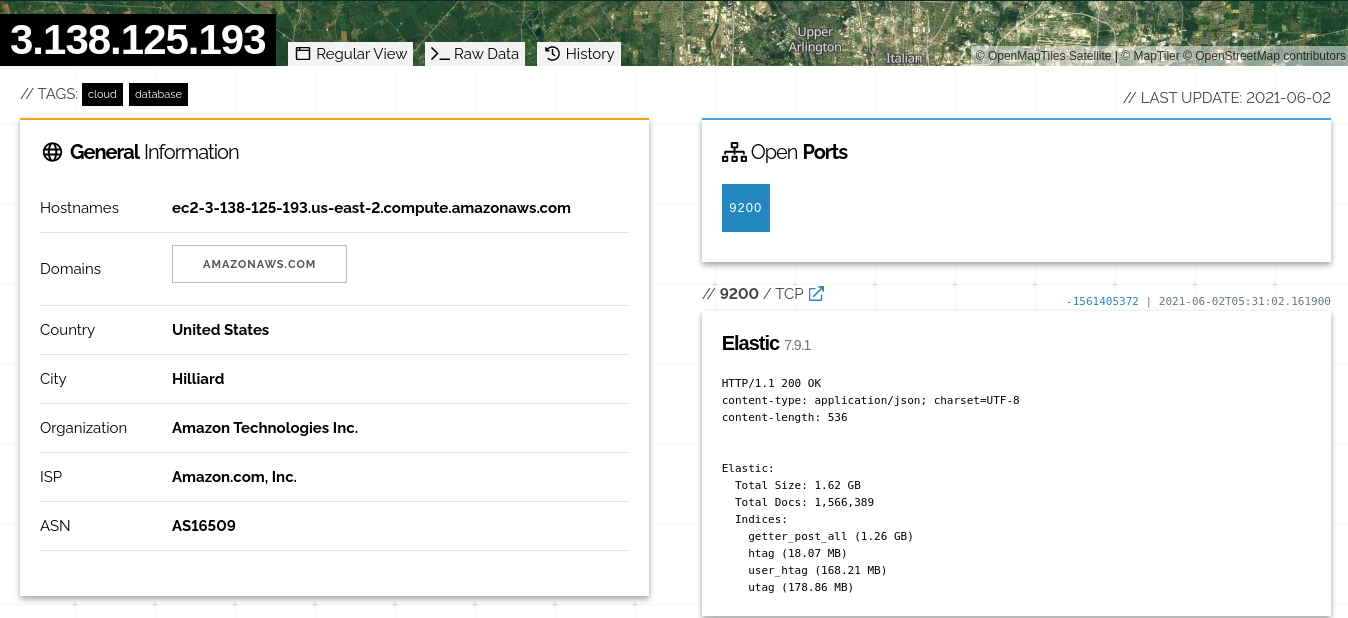 3.138.125.193
Regular View
Raw Data
History
Upper
Arlington
Italian
© OpenMapTiles Satellite | © MapTiler © OpenStreetMap contributors
// TAGS: cloud database
// LAST UPDATE: 2021-06-02
General Information
Hostnames ec2-3-138-125-193.us-east-2.compute.amazonaws.com
Domains AMAZONAWS.COM
Country United States
City Hilliard
Organization Amazon Technologies Inc.
ISP Amazon.com, Inc.
ASN AS16509
Open Ports
9200
// 9200 / TCP
-1561405372 | 2021-06-02T05:31:02.161900
Elastic 7.9.1
HTTP/1.1 200 OK
content-type: application/json; charset=UTF-8
content-length: 536
Elastic:
Total Size: 1.62 GB
Total Docs: 1,566,389
Indices:
getter_post_all (1.26 GB)
htag (18.07 MB)
user_htag (168.21 MB)
utag (178.86 MB)